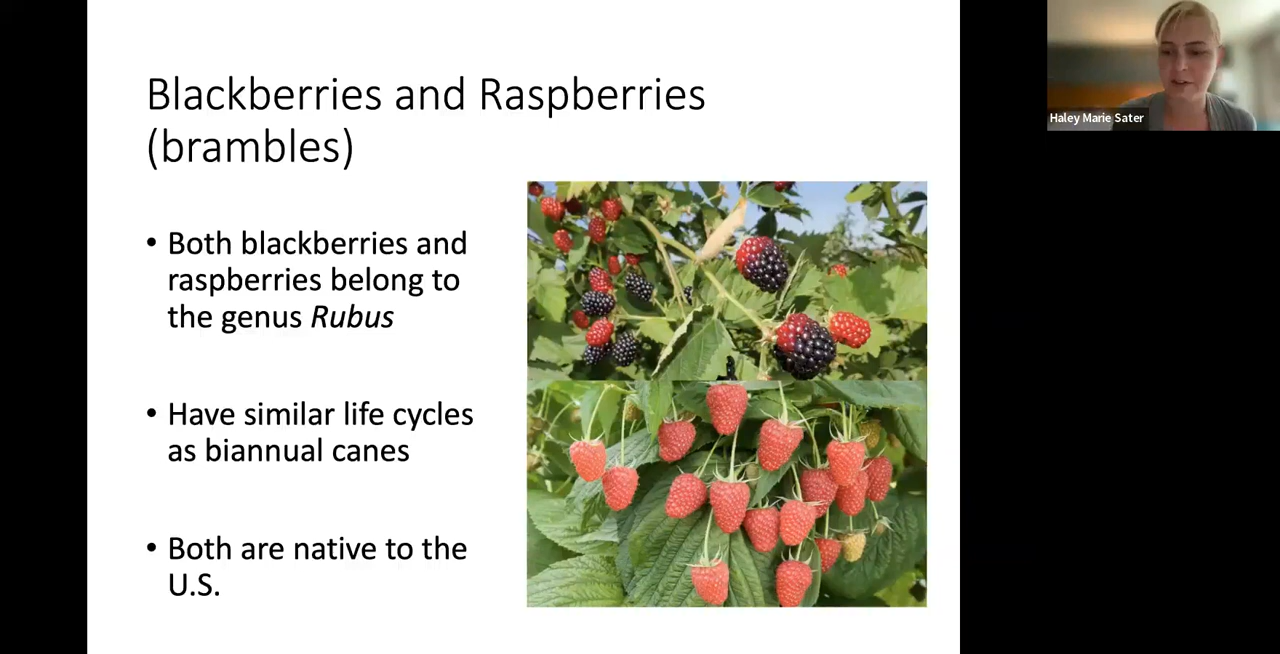 Blackberries and Raspberries
(brambles)
• Both blackberries and
raspberries belong to
the genus Rubus
• Have similar life cycles
as biannual canes
• Both are native to the
U.S.
Haley Marie Sater